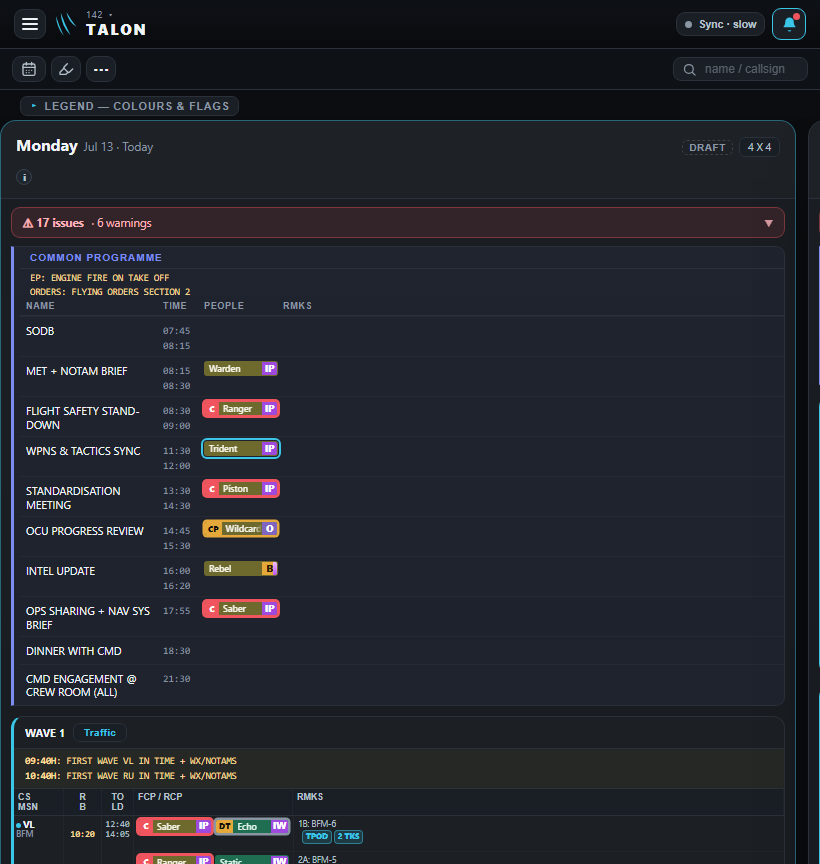 142 ·
TALON
Sync · slow
name / callsign
LEGEND — COLOURS & FLAGS
Monday Jul 13 · Today
DRAFT
4 X 4
i
17 issues · 6 warnings
COMMON PROGRAMME
EP: ENGINE FIRE ON TAKE OFF
ORDERS: FLYING ORDERS SECTION 2
NAME TIME PEOPLE RMKS
SODB 07:45
08:15
MET + NOTAM BRIEF 08:15 Warden IP
08:30
FLIGHT SAFETY STAND- 08:30 C Ranger IP
DOWN 09:00
WPNS & TACTICS SYNC 11:30 Trident IP
12:00
STANDARDISATION 13:30 C Piston IP
MEETING 14:30
OCU PROGRESS REVIEW 14:45 CP Wildcard O
15:30
INTEL UPDATE 16:00 Rebel B
16:20
OPS SHARING + NAV SYS 17:55 C Saber IP
BRIEF
DINNER WITH CMD 18:30
CMD ENGAGEMENT @ 21:30
CREW ROOM (ALL)
WAVE 1 Traffic
09:40H: FIRST WAVE VL IN TIME + WX/NOTAMS
10:40H: FIRST WAVE RU IN TIME + WX/NOTAMS
CS R TO FCP / RCP RMKS
MSN B LD
VL 12:40 C Saber IP DT Echo IW 1B: BFM-6
BFM 10:20 14:05 TPOD 2 TKS
C Ranger IP Static IW 2A: BFM-5